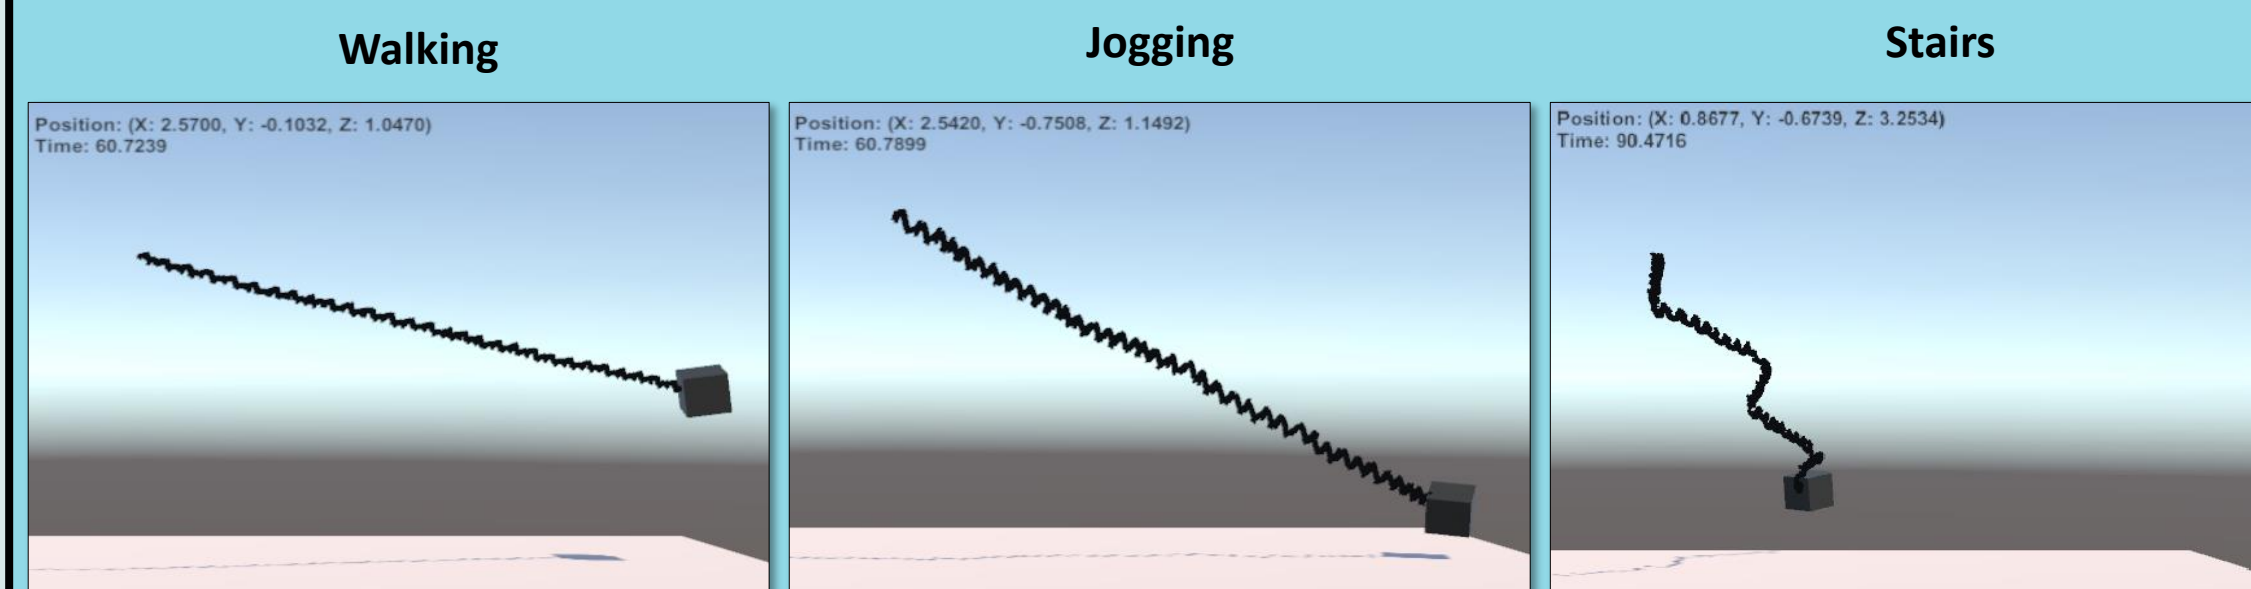 Walking
Position: (X: 2.5700, Y: -0.1032, Z: 1.0470)
Time: 60.7239
Jogging
Position: (X: 2.5420, Y: -0.7508, Z: 1.1492)
Time: 60.7899
Stairs
Position: (X: 0.8677, Y: -0.6739, Z: 3.2534)
Time: 90.4716